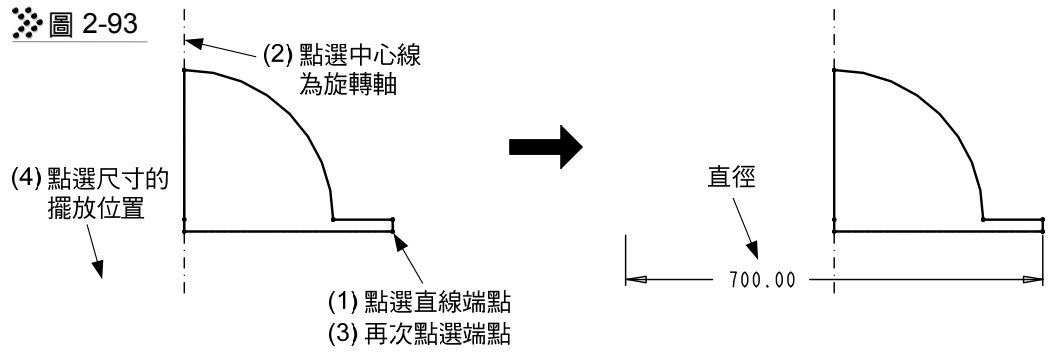 圖 2-93
(2) 點選中心線
為旋轉軸
(4) 點選尺寸的
擺放位置
(1) 點選直線端點
(3) 再次點選端點
直徑
700.00